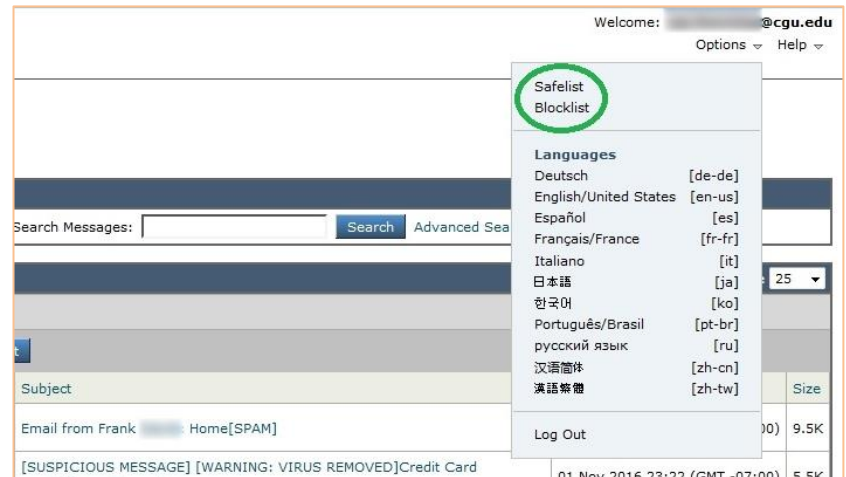 Welcome: @cgu.edu
Options Help
Safelist
Blocklist
Languages
Deutsch [de-de]
English/United States [en-us]
Español [es]
Français/France [fr-fr]
Italiano [it]
日本語 [ja]
한국어 [ko]
Português/Brasil [pt-br]
русский язык [ru]
汉语简体 [zh-cn]
漢語繁體 [zh-tw]
Log Out
Search Messages: Search Advanced Sea
25
Subject Size
Email from Frank Home[SPAM] 00) 9.5K
[SUSPICIOUS MESSAGE] [WARNING: VIRUS REMOVED]Credit Card
01 Nov 2016 23:22 (GMT -07:00) 5.5K